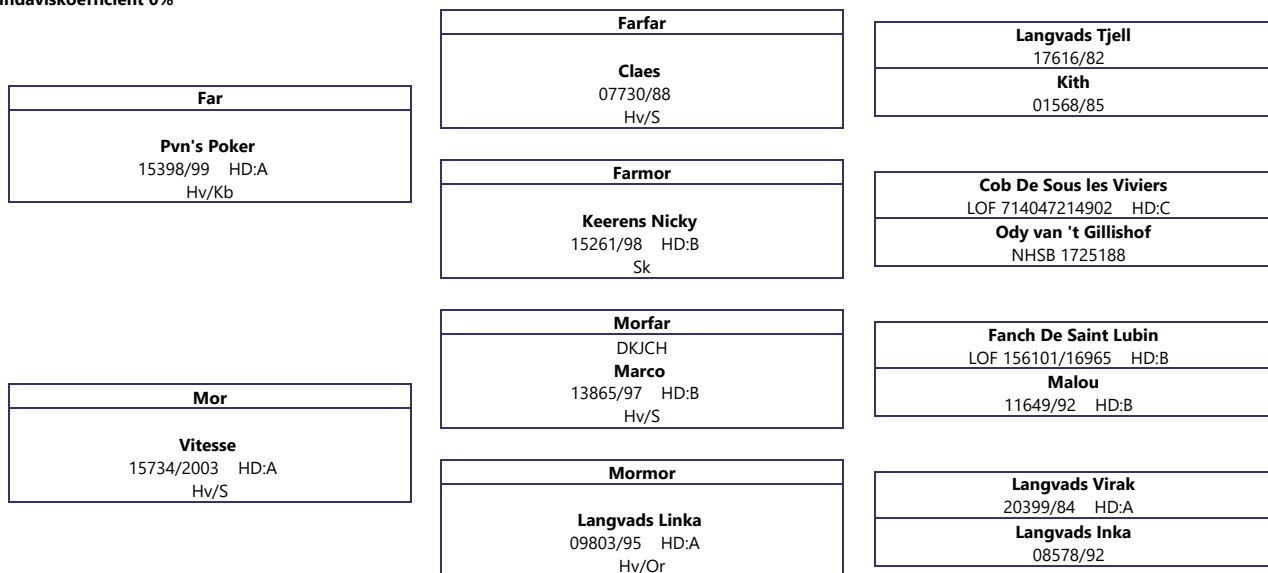 Indaviskoefficient 0%
Far
Pvn's Poker
15398/99 HD:A
Hv/Kb
Mor
Vitesse
15734/2003 HD:A
Hv/S
Farfar
Claes
07730/88
Hv/S
Farmor
Keerens Nicky
15261/98 HD:B
Sk
Morfar
DKJCH
Marco
13865/97 HD:B
Hv/S
Mormor
Langvads Linka
09803/95 HD:A
Hv/Or
Langvads Tjell
17616/82
Kith
01568/85
Cob De Sous les Viviers
LOF 714047214902 HD:C
Ody van 't Gillishof
NHSB 1725188
Fanch De Saint Lubin
LOF 156101/16965 HD:B
Malou
11649/92 HD:B
Langvads Virak
20399/84 HD:A
Langvads Inka
08578/92